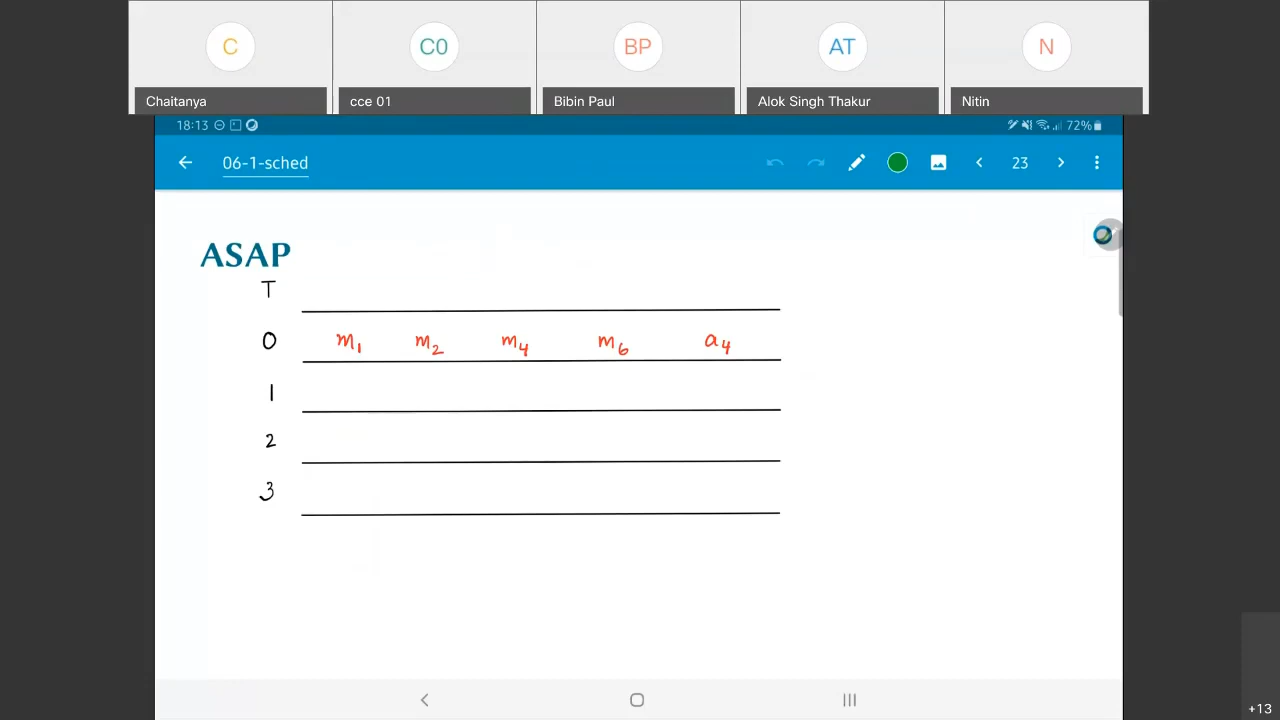 C C0 BP AT N
Chaitanya cce 01 Bibin Paul Alok Singh Thakur Nitin
18:13 72%
06-1-sched 23
ASAP
T
0 m₁ m₂ m₄ m₆ a₄
1
2
3
+13